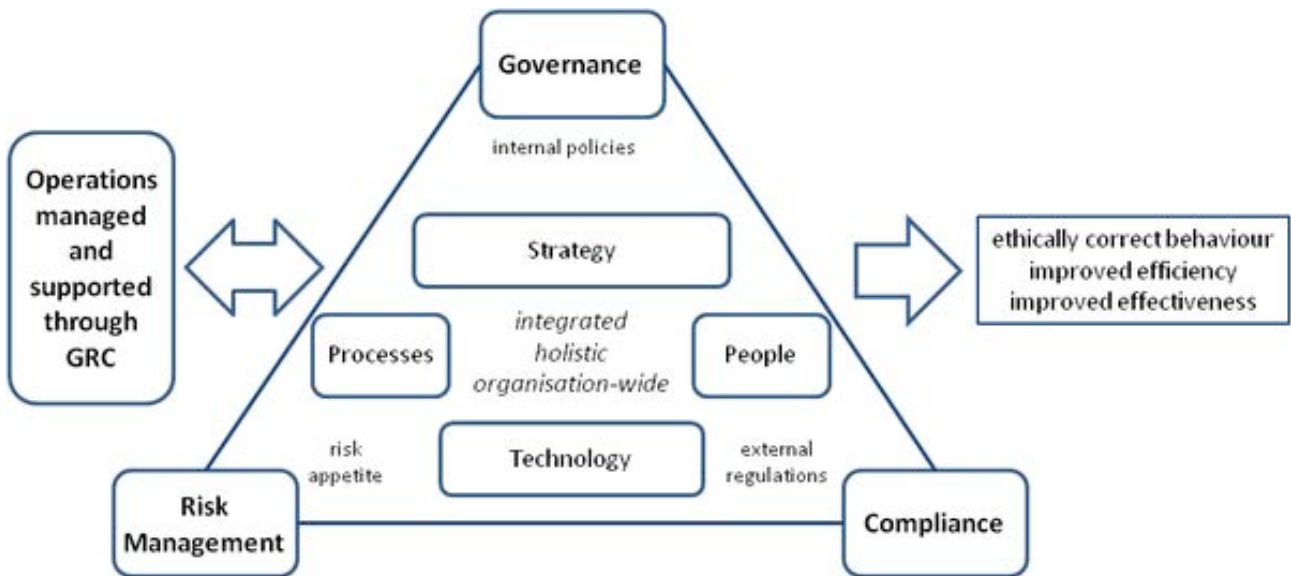 Governance
internal policies
Operations
managed
and
supported
through
GRC
Strategy
ethically correct behaviour
improved efficiency
improved effectiveness
Processes
integrated
holistic
organisation-wide
People
risk
appetite
Technology
external
regulations
Risk
Management
Compliance